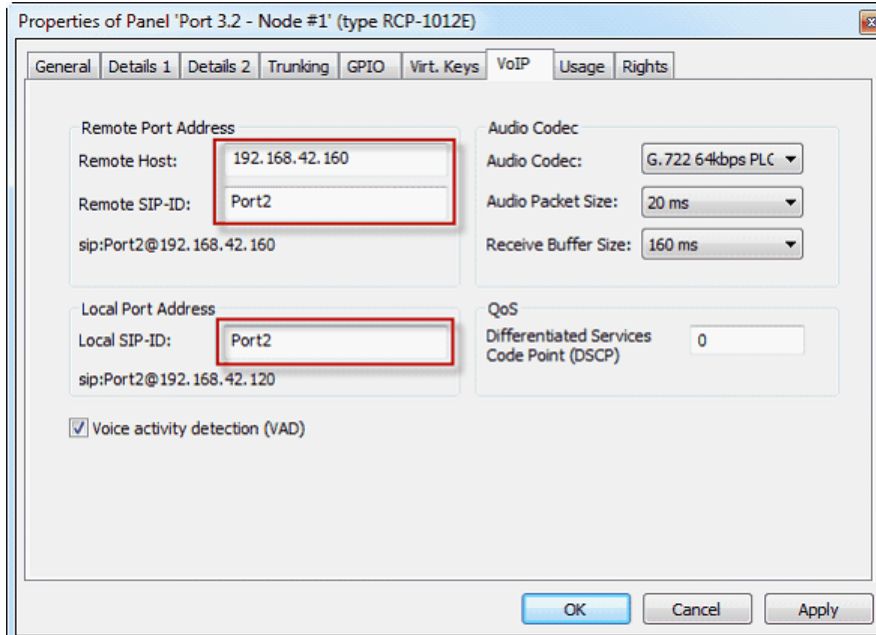 Properties of Panel 'Port 3.2 - Node #1' (type RCP-1012E)
General Details 1 Details 2 Trunking GPIO Virt. Keys VoIP Usage Rights
Remote Port Address
Remote Host: 192.168.42.160
Remote SIP-ID: Port2
sip:Port2@192.168.42.160
Audio Codec
Audio Codec: G.722 64kbps PLC
Audio Packet Size: 20 ms
Receive Buffer Size: 160 ms
Local Port Address
Local SIP-ID: Port2
sip:Port2@192.168.42.120
QoS
Differentiated Services
Code Point (DSCP) 0
Voice activity detection (VAD)
OK Cancel Apply